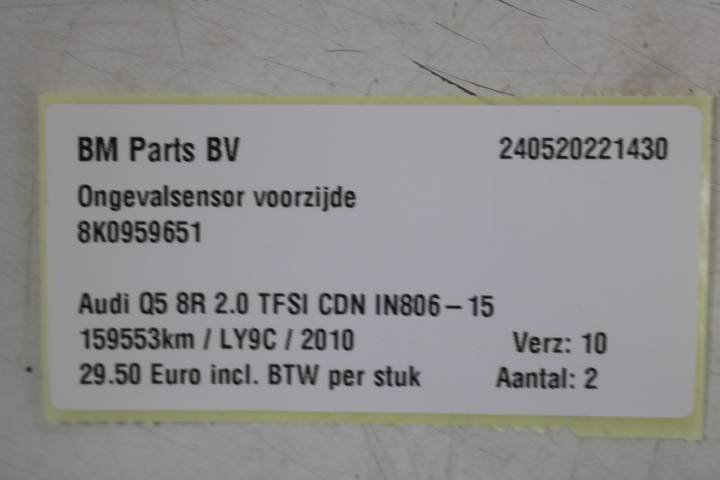 BM Parts BV 240520221430
Ongevalsensor voorzijde
8K0959651
Audi Q5 8R 2.0 TFSI CDN IN806-15
159553km / LY9C / 2010 Verz: 10
29.50 Euro incl. BTW per stuk Aantal: 2